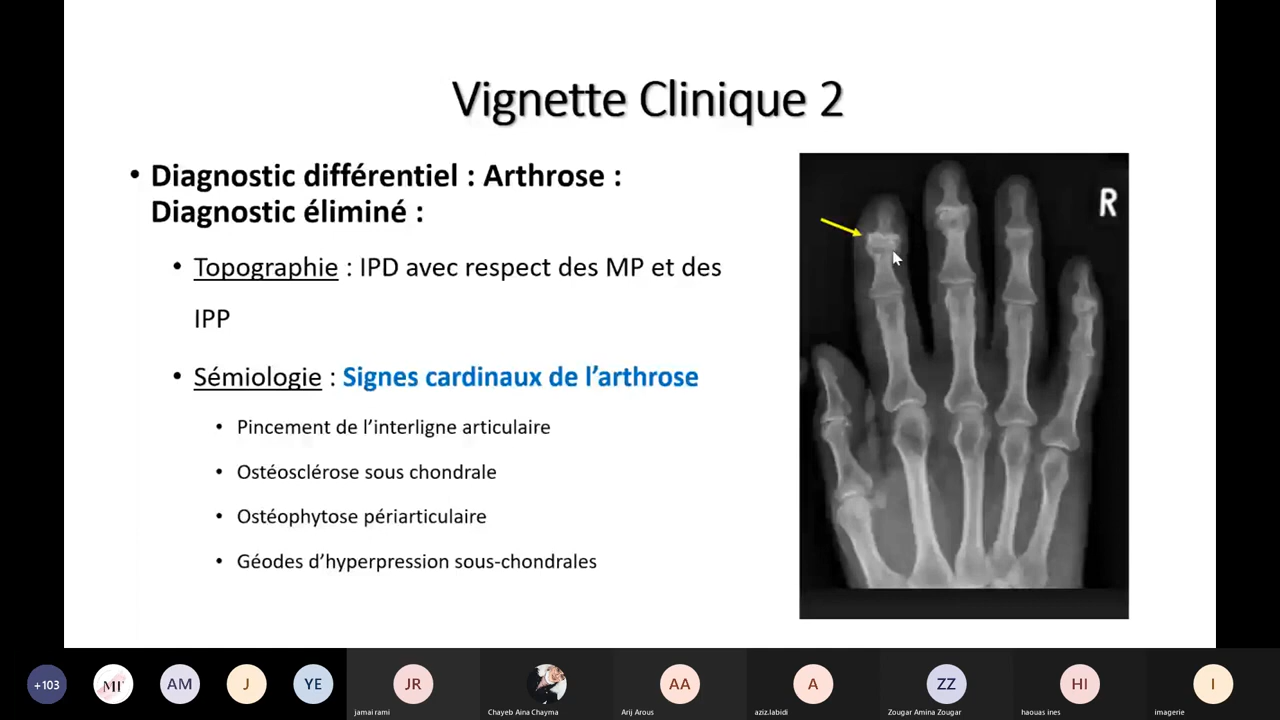 Vignette Clinique 2
• Diagnostic différentiel : Arthrose :
Diagnostic éliminé :
• Topographie : IPD avec respect des MP et des
IPP
• Sémiologie : Signes cardinaux de l'arthrose
• Pincement de l'interligne articulaire
• Ostéosclérose sous chondrale
• Ostéophytose périarticulaire
• Géodes d'hyperpression sous-chondrales
R
+103
AM
J
YE
JR
AA
A
ZZ
HI
I
jamai rami
Chayeb Aina Chayma
Arij Arous
aziz.labidi
Zougar Amina Zougar
haouas ines
imagerie